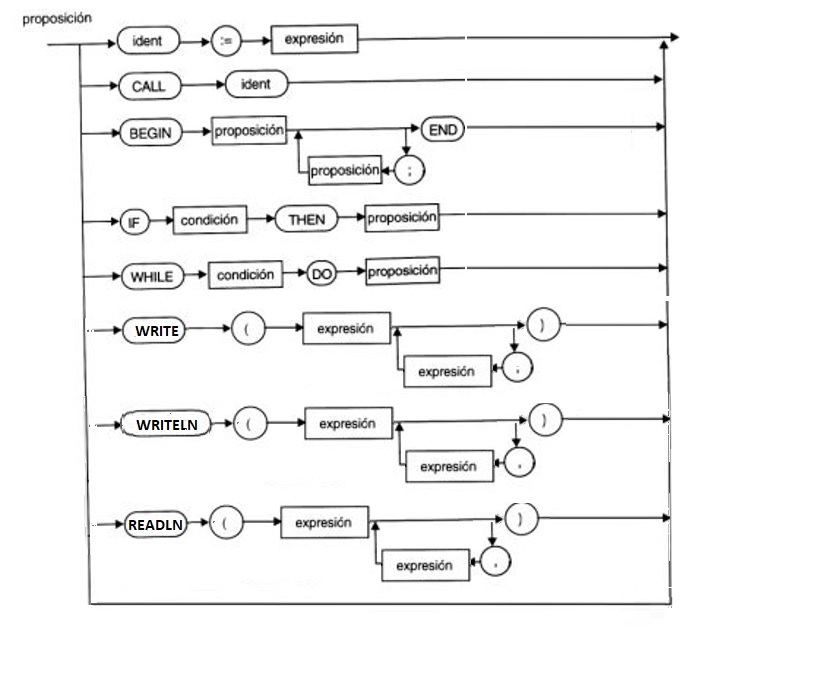 proposición
ident := expresión
CALL ident
BEGIN proposición END
proposición ;
IF condición THEN proposición
WHILE condición DO proposición
WRITE ( expresión )
expresión ;
WRITELN ( expresión )
expresión ,
READLN ( expresión )
expresión ,